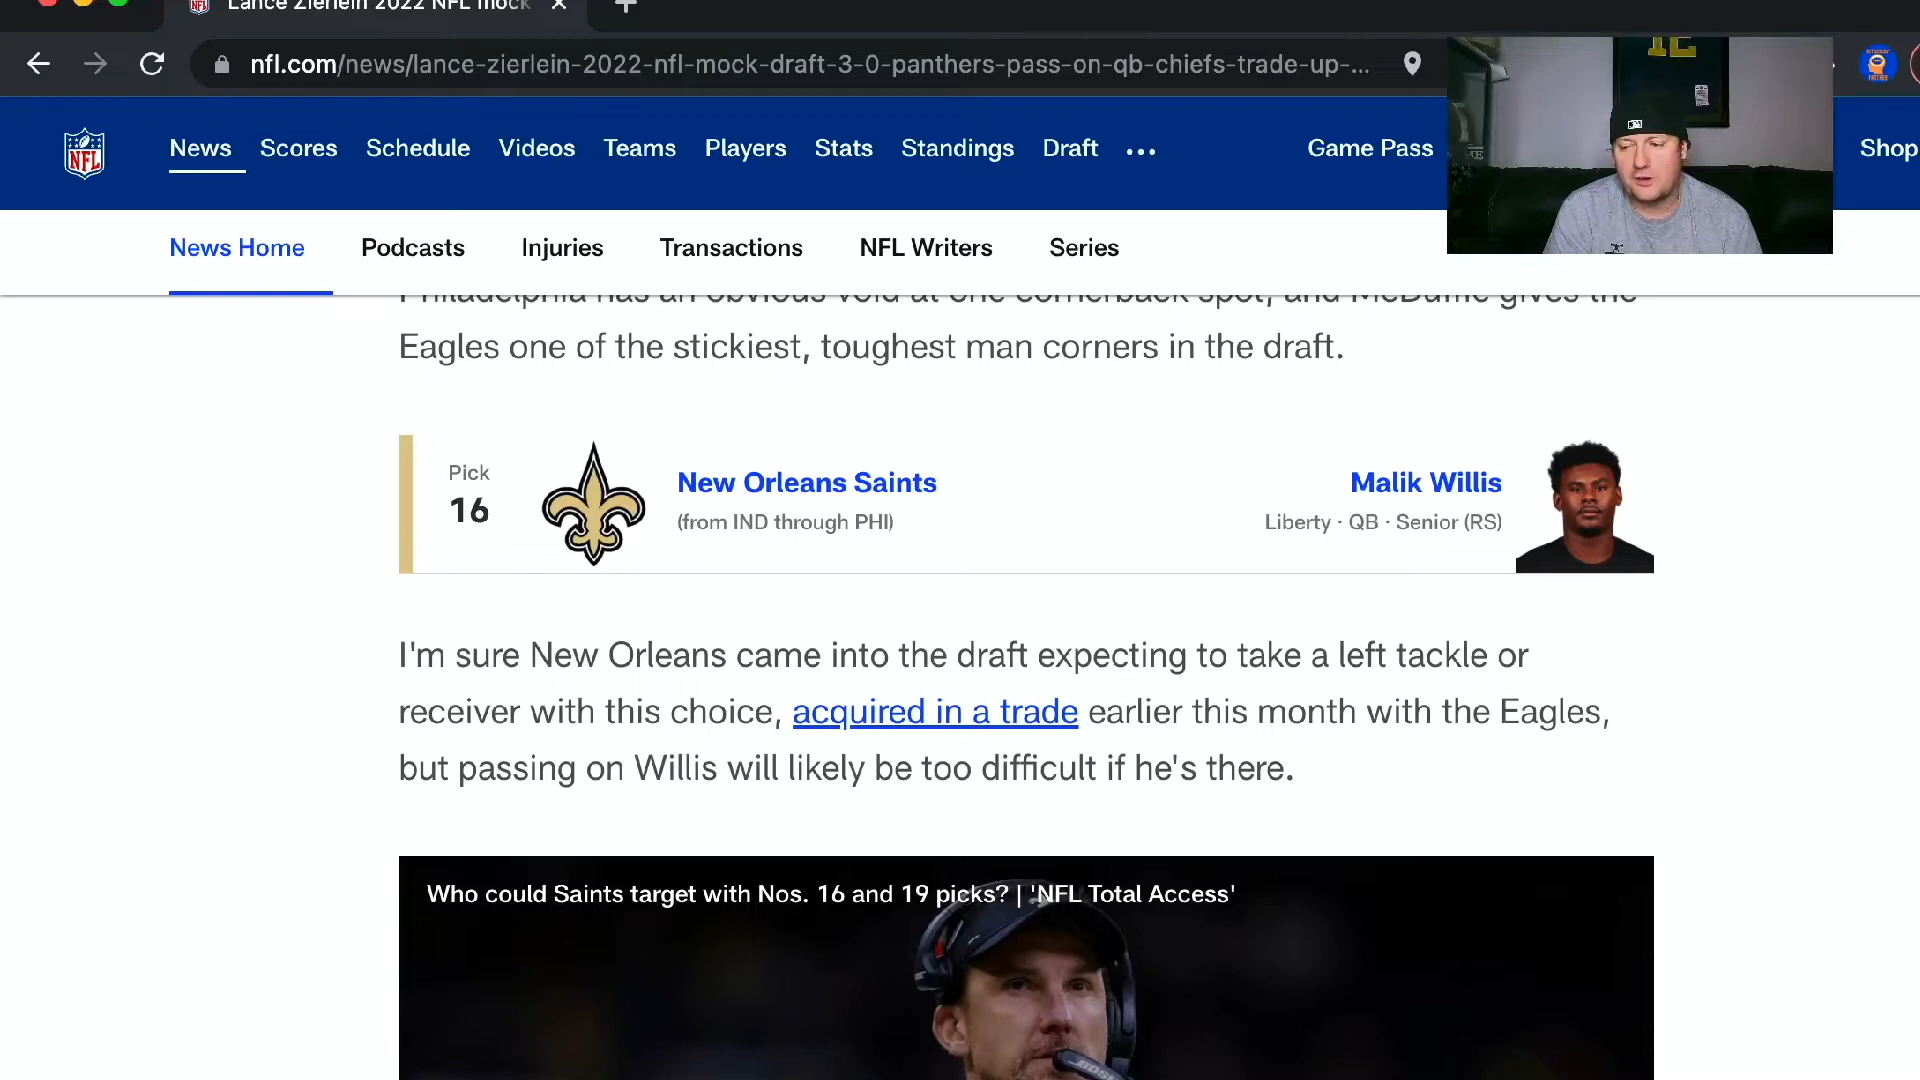 Lance Zierlein 2022 NFL mock
nfl.com/news/lance-zierlein-2022-nfl-mock-draft-3-0-panthers-pass-on-qb-chiefs-trade-up-...
NFL
News Scores Schedule Videos Teams Players Stats Standings Draft ... Game Pass Shop
News Home Podcasts Injuries Transactions NFL Writers Series
Philadelphia has an obvious void at one cornerback spot, and McDuffie gives the
Eagles one of the stickiest, toughest man corners in the draft.
Pick
16
New Orleans Saints
(from IND through PHI)
Malik Willis
Liberty · QB · Senior (RS)
I'm sure New Orleans came into the draft expecting to take a left tackle or
receiver with this choice, acquired in a trade earlier this month with the Eagles,
but passing on Willis will likely be too difficult if he's there.
Who could Saints target with Nos. 16 and 19 picks? | 'NFL Total Access'
BOSE